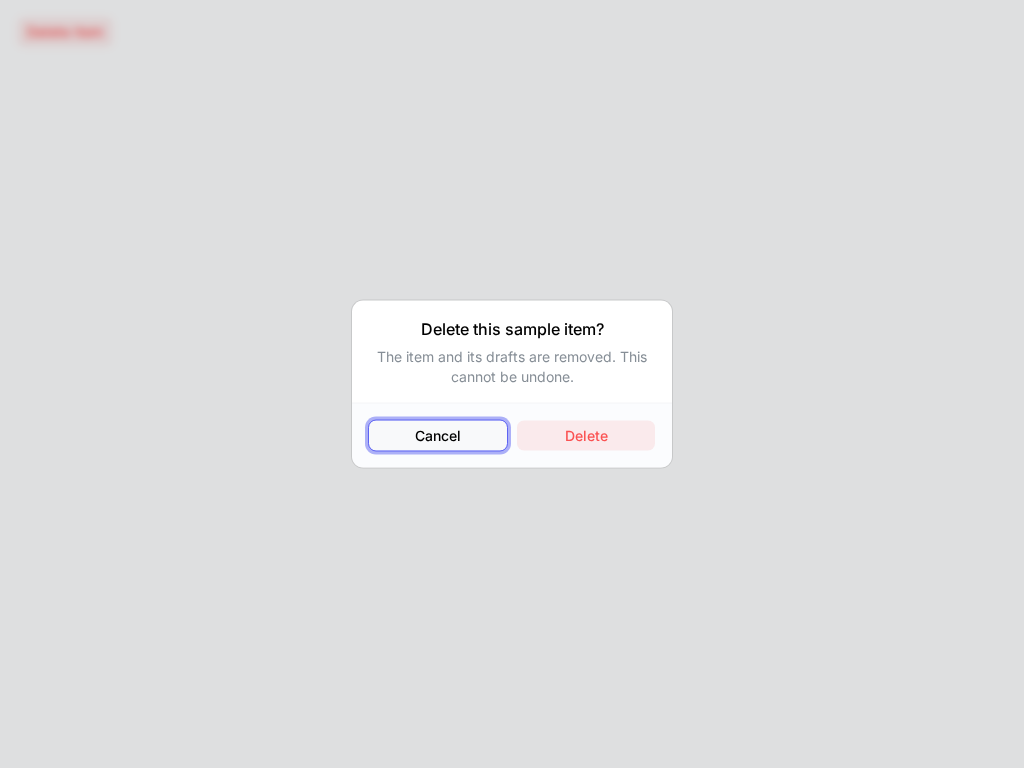 Delete this sample item?
The item and its drafts are removed. This
cannot be undone.
Cancel
Delete